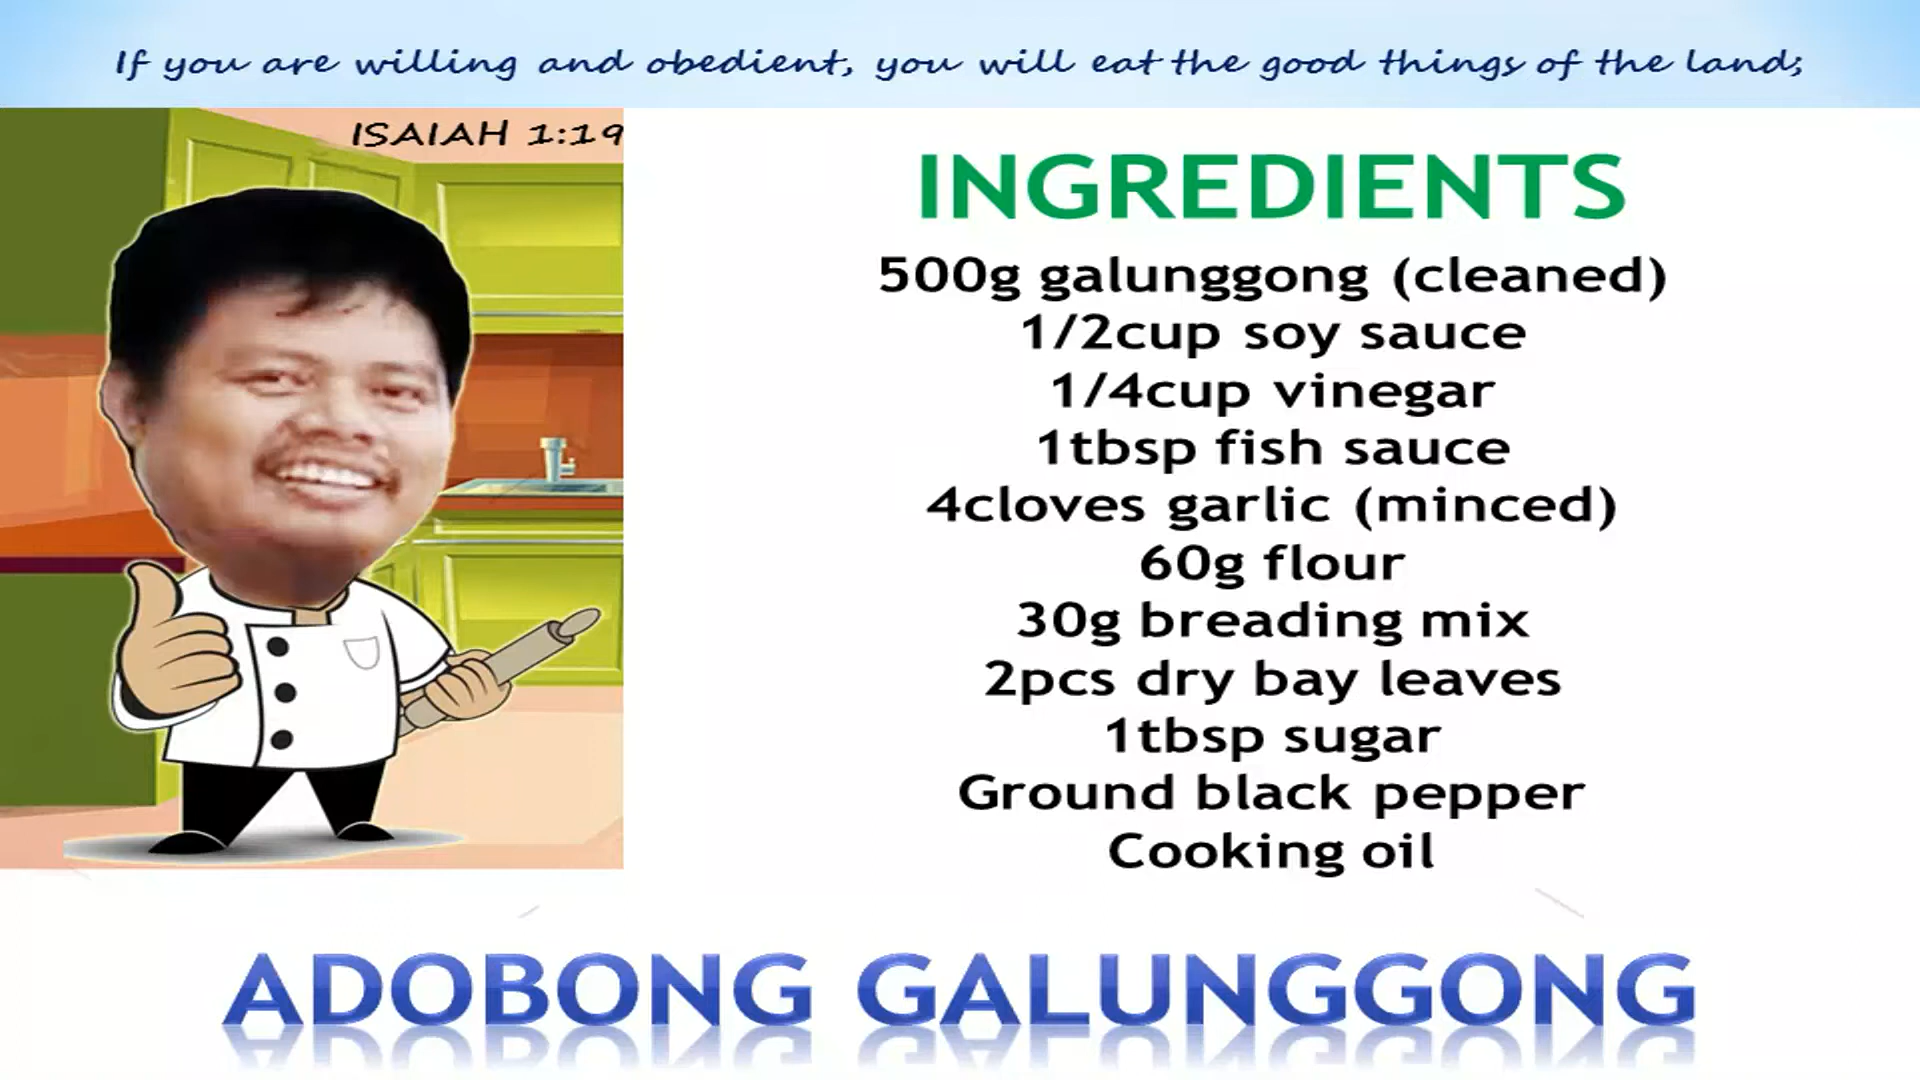 If you are willing and obedient, you will eat the good things of the land;
ISAIAH 1:19
INGREDIENTS
500g galunggong (cleaned)
1/2cup soy sauce
1/4cup vinegar
1tbsp fish sauce
4cloves garlic (minced)
60g flour
30g breading mix
2pcs dry bay leaves
1tbsp sugar
Ground black pepper
Cooking oil
ADOBONG GALUNGGONG